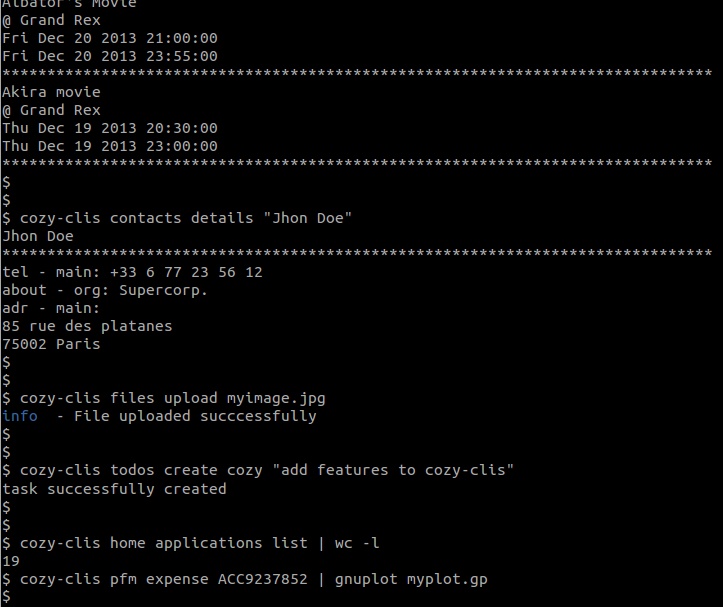 Albator's Movie
@ Grand Rex
Fri Dec 20 2013 21:00:00
Fri Dec 20 2013 23:55:00
*******************************************************************************
Akira movie
@ Grand Rex
Thu Dec 19 2013 20:30:00
Thu Dec 19 2013 23:00:00
*******************************************************************************
$
$
$ cozy-clis contacts details "Jhon Doe"
Jhon Doe
*******************************************************************************
tel - main: +33 6 77 23 56 12
about - org: Supercorp.
adr - main:
85 rue des platanes
75002 Paris
$
$
$ cozy-clis files upload myimage.jpg
info  - File uploaded succcessfully
$
$
$ cozy-clis todos create cozy "add features to cozy-clis"
task successfully created
$
$
$ cozy-clis home applications list | wc -l
19
$ cozy-clis pfm expense ACC9237852 | gnuplot myplot.gp
$